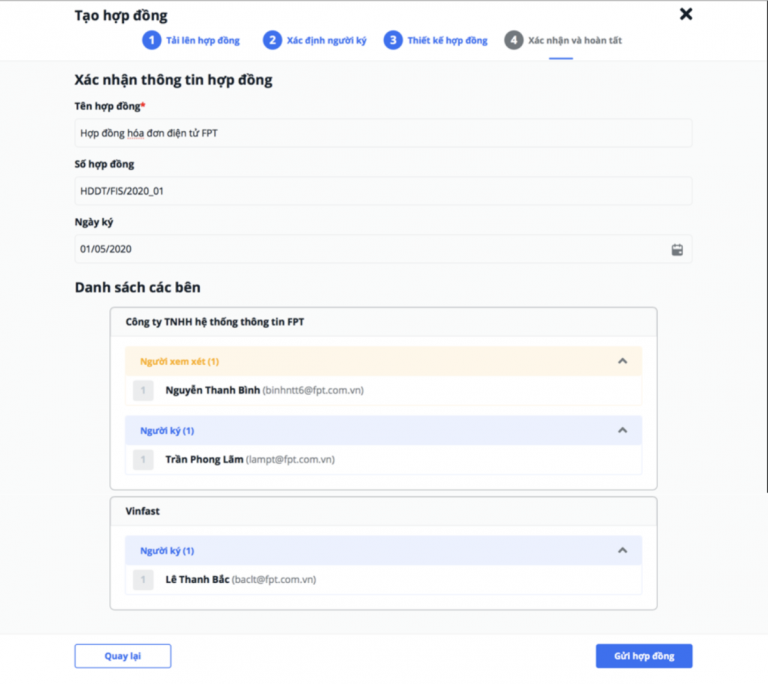 Tạo hợp đồng
1 Tải lên hợp đồng 2 Xác định người ký 3 Thiết kế hợp đồng 4 Xác nhận và hoàn tất
Xác nhận thông tin hợp đồng
Tên hợp đồng*
Hợp đồng hóa đơn điện tử FPT
Số hợp đồng
HDDT/FIS/2020_01
Ngày ký
01/05/2020
Danh sách các bên
Công ty TNHH hệ thống thông tin FPT
Người xem xét (1)
1 Nguyễn Thanh Bình (binhntt6@fpt.com.vn)
Người ký (1)
1 Trần Phong Lãm (lampt@fpt.com.vn)
Vinfast
Người ký (1)
1 Lê Thanh Bắc (baclt@fpt.com.vn)
Quay lại Gửi hợp đồng